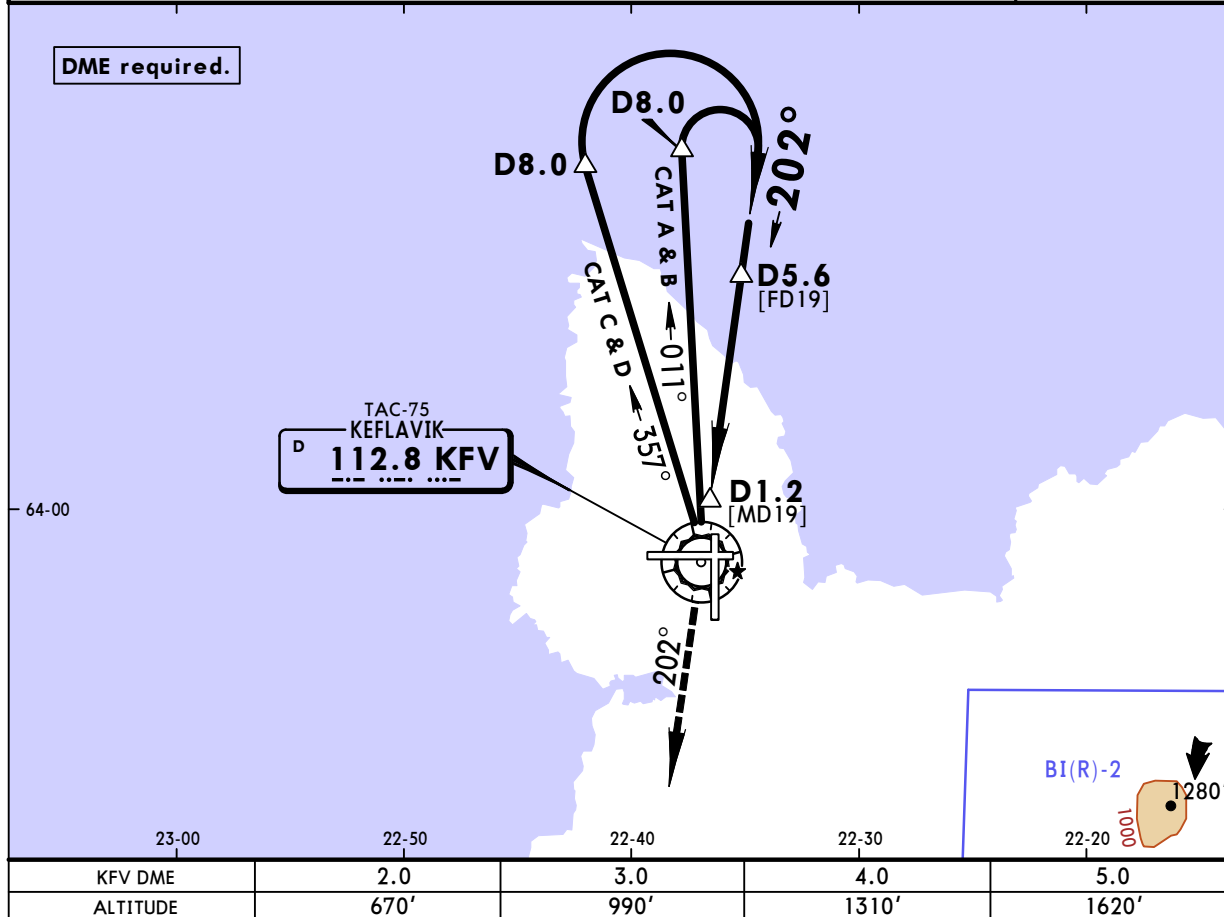 DME required.
D8.0
D8.0
202°
CAT A & B
011°
D5.6
[FD19]
CAT C & D
357°
TAC-75
KEFLAVIK
D 112.8 KFV
D1.2
[MD19]
64-00
202°
BI(R)-2
1280'
1000
23-00 22-50 22-40 22-30 22-20
KFV DME 2.0 3.0 4.0 5.0
ALTITUDE 670' 990' 1310' 1620'